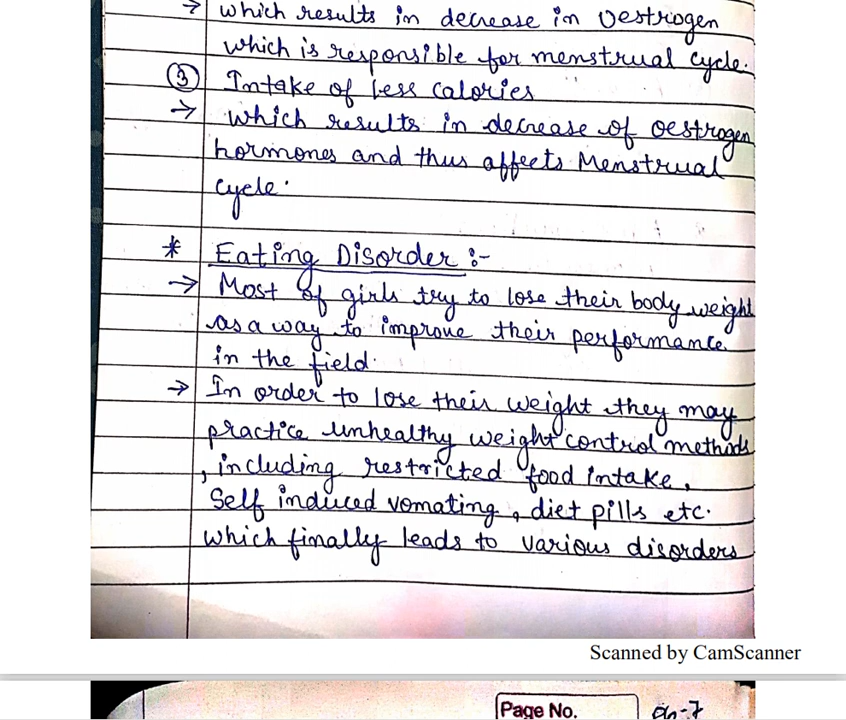 → which results in decrease in oestrogen
which is responsible for menstrual cycle.
③ Intake of less calories
→ which results in decrease of oestrogen
hormones and thus affects Menstrual
cycle.
* Eating Disorder :-
→ Most of girls try to lose their body weight
as a way to improve their performance
in the field.
→ In order to lose their weight they may
practice unhealthy weight control methods
, including restricted food intake,
Self induced vomating, diet pills etc.
which finally leads to various disorders
Scanned by CamScanner
Page No. Ch-7